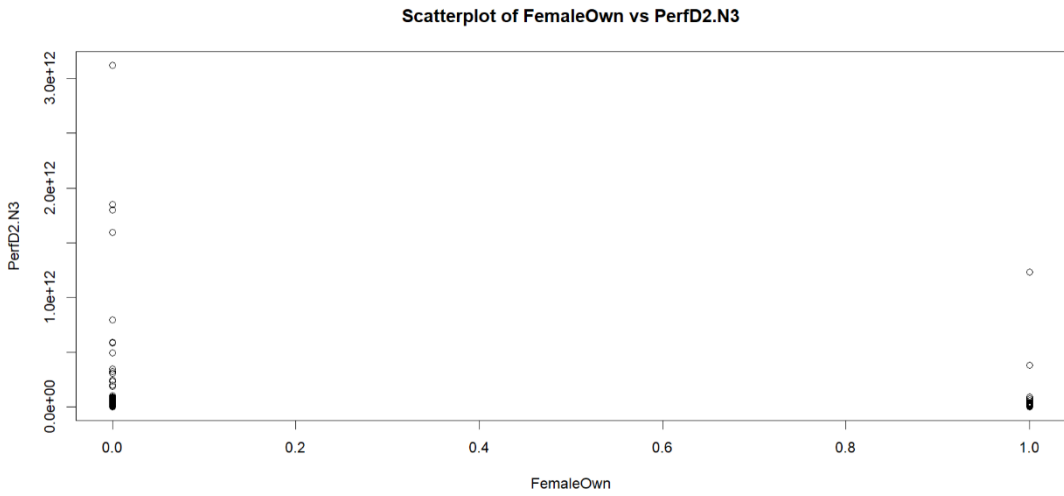 Scatterplot of FemaleOwn vs PerfD2.N3
PerfD2.N3
3.0e+12
2.0e+12
1.0e+12
0.0e+00
0.0
0.2
0.4
0.6
0.8
1.0
FemaleOwn